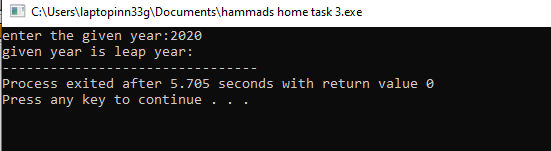 C:\Users\laptopinn33g\Documents\hammads home task 3.exe
enter the given year:2020
given year is leap year:
--------------------------------
Process exited after 5.705 seconds with return value 0
Press any key to continue . . .